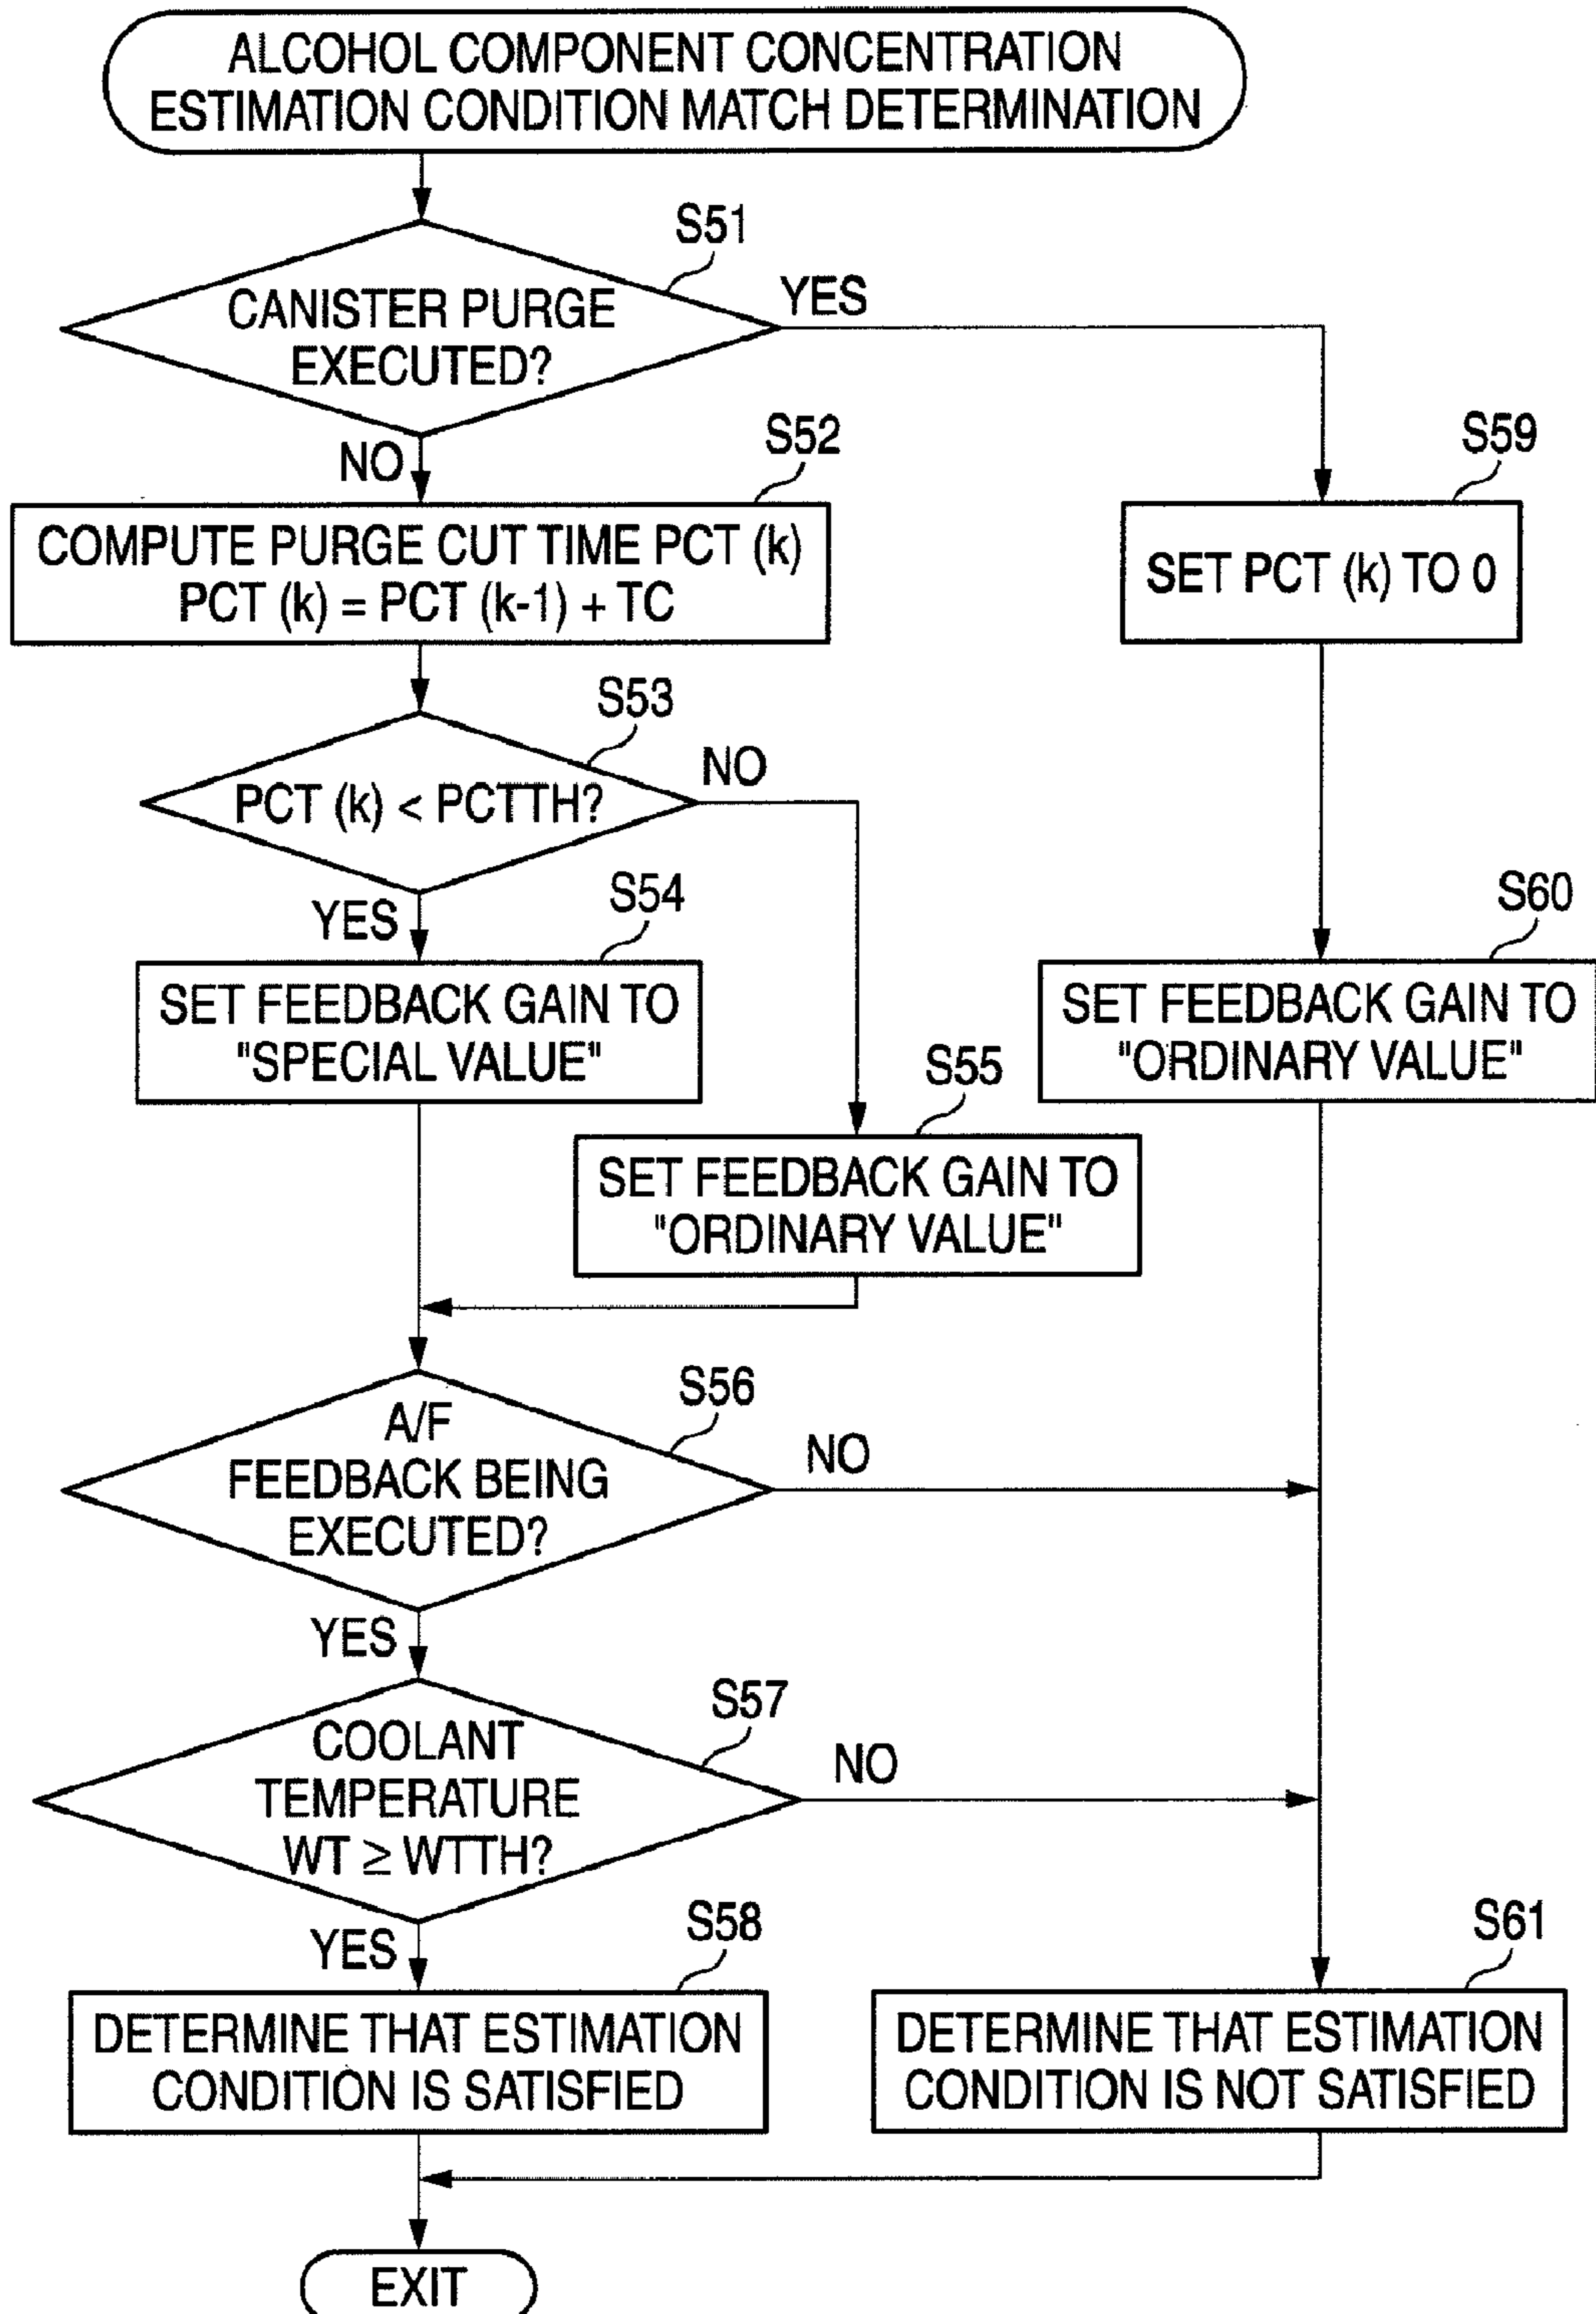 ALCOHOL COMPONENT CONCENTRATION
ESTIMATION CONDITION MATCH DETERMINATION
S51
CANISTER PURGE
EXECUTED?
YES
NO
S52
COMPUTE PURGE CUT TIME PCT (k)
PCT (k) = PCT (k-1) + TC
S59
SET PCT (k) TO 0
S53
PCT (k) < PCTTH?
NO
YES
S54
SET FEEDBACK GAIN TO
"SPECIAL VALUE"
S55
SET FEEDBACK GAIN TO
"ORDINARY VALUE"
S60
SET FEEDBACK GAIN TO
"ORDINARY VALUE"
S56
A/F
FEEDBACK BEING
EXECUTED?
NO
YES
S57
COOLANT
TEMPERATURE
WT ≥ WTTH?
NO
YES
S58
DETERMINE THAT ESTIMATION
CONDITION IS SATISFIED
S61
DETERMINE THAT ESTIMATION
CONDITION IS NOT SATISFIED
EXIT